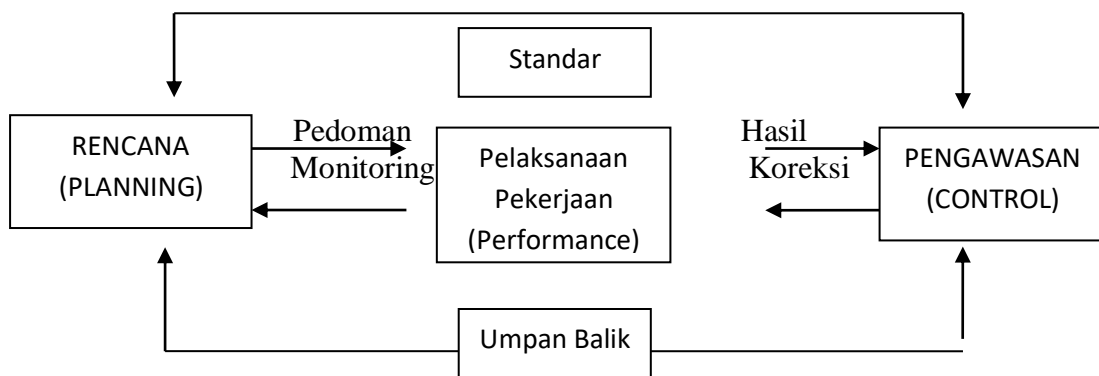 Standar
RENCANA
(PLANNING)
Pedoman
Monitoring
Pelaksanaan
Pekerjaan
(Performance)
Hasil
Koreksi
PENGAWASAN
(CONTROL)
Umpan Balik